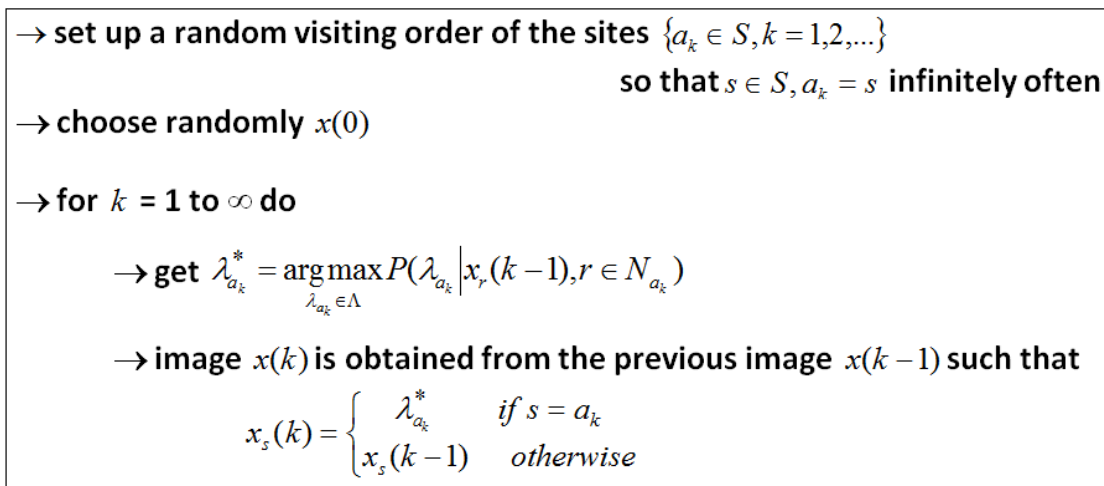 → set up a random visiting order of the sites {a_k ∈ S, k = 1,2,...}
so that s ∈ S, a_k = s infinitely often
→ choose randomly x(0)
→ for k = 1 to ∞ do
→ get λ*_{a_k} = arg max_{λ_{a_k} ∈ Λ} P(λ_{a_k} | x_r(k−1), r ∈ N_{a_k})
→ image x(k) is obtained from the previous image x(k−1) such that
x_s(k) = { λ*_{a_k} if s = a_k
x_s(k−1) otherwise